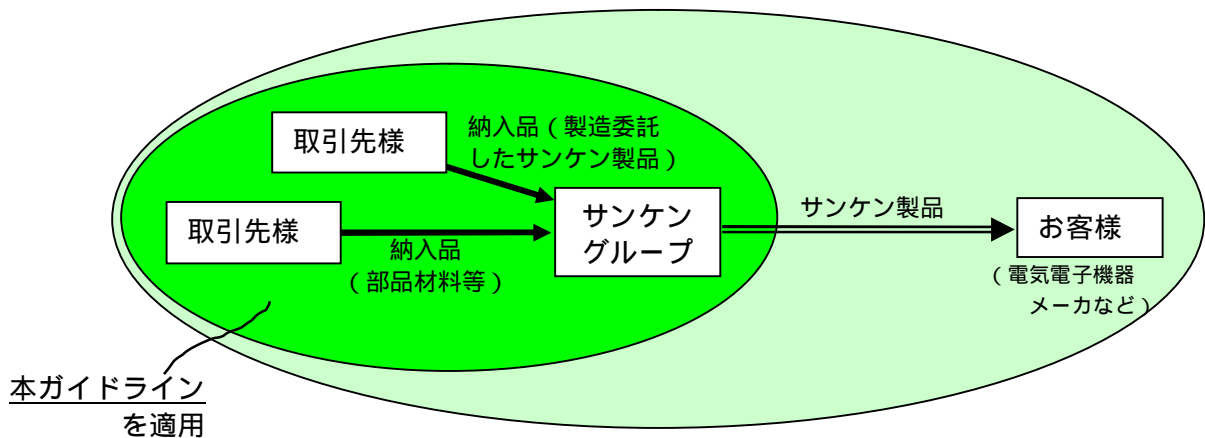 取引先様
納入品(製造委託
したサンケン製品)
取引先様
納入品
(部品材料等)
サンケン
グループ
サンケン製品
お客様
(電気電子機器
メーカなど)
本ガイドライン
を適用